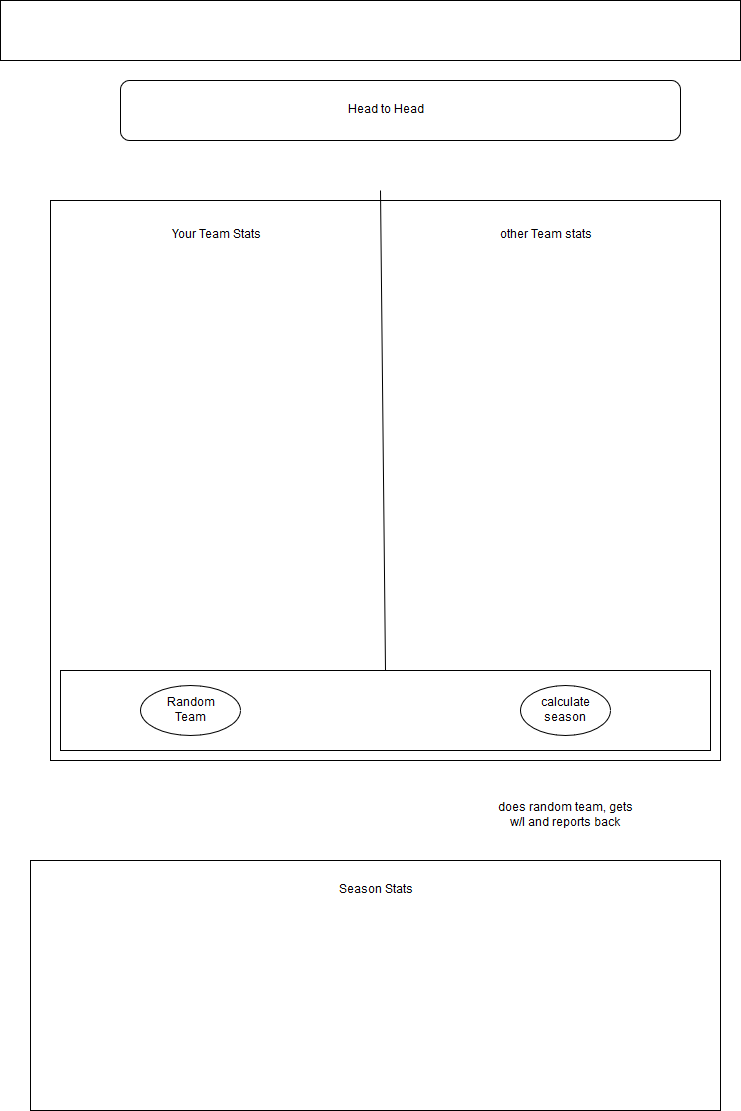 Head to Head
Your Team Stats
other Team stats
Random
Team
calculate
season
does random team, gets
w/l and reports back
Season Stats